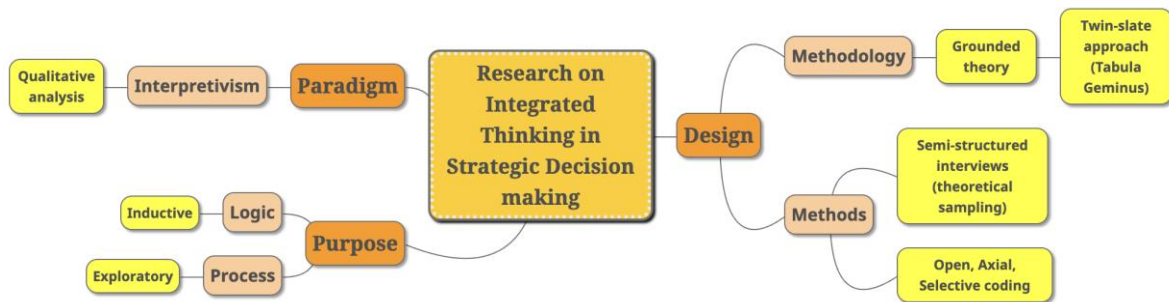 Research on
Integrated
Thinking in
Strategic Decision
making
Paradigm
Interpretivism
Qualitative
analysis
Purpose
Logic
Inductive
Process
Exploratory
Design
Methodology
Grounded
theory
Twin-slate
approach
(Tabula
Geminus)
Methods
Semi-structured
interviews
(theoretical
sampling)
Open, Axial,
Selective coding